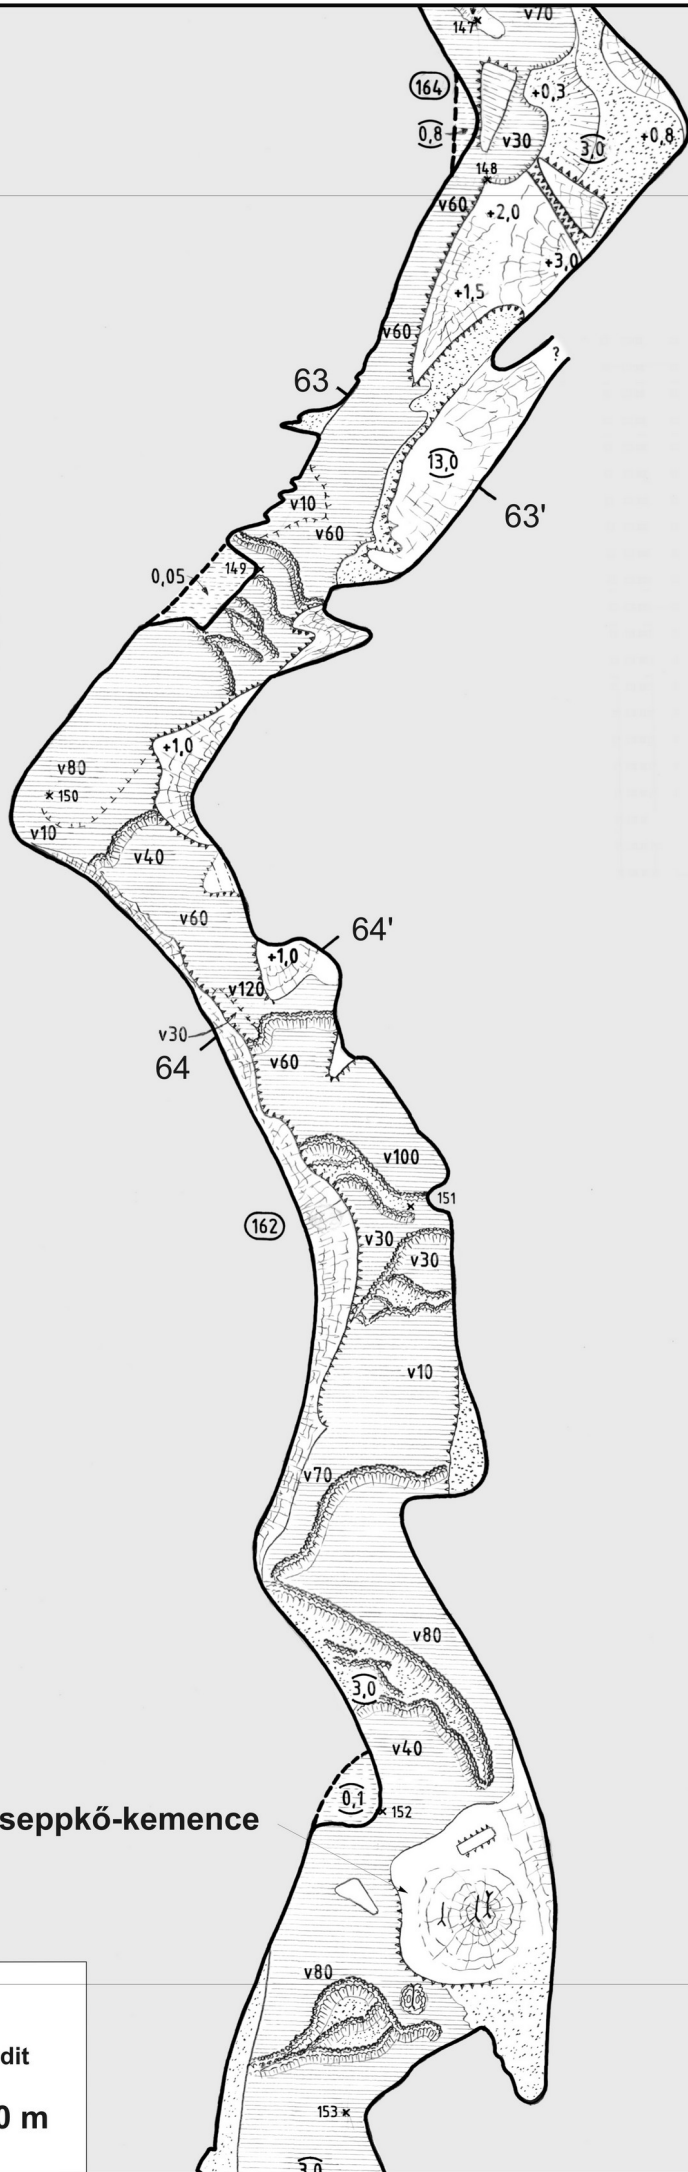 147
v70
164
+0,3
0,8
v30
3,0
+0,8
148
v60
+2,0
+3,0
+1,5
v60
?
63
13,0
v10
63'
v60
149
0,05
+1,0
v80
150
v10
v40
v60
64'
+1,0
v120
v30
v60
64
v100
151
162
v30
v30
v10
v70
v80
3,0
v40
0,1
152
seppkő-kemence
v80
dit
0 m
153
3,0